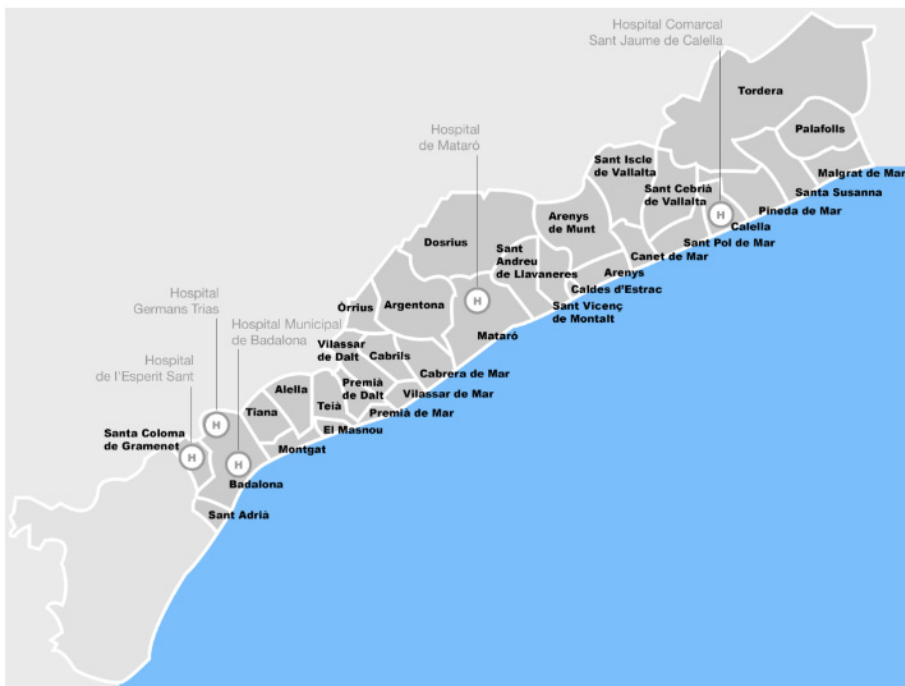 Hospital Comarcal
Sant Jaume de Calella
Tordera
Hospital
de Mataró
Palafolls
Sant Iscle
de Vallalta
Malgrat de Mar
Sant Cebrià
de Vallalta
Santa Susanna
Arenys
de Munt
H
Pineda de Mar
Calella
Dosrius
Sant
Andreu
de Llavaneres
Sant Pol de Mar
Canet de Mar
Arenys
Caldes d'Estrac
Hospital
Germans Trias
Òrrius
Argentona
H
Sant Vicenç
de Montalt
Hospital Municipal
de Badalona
Mataró
Vilassar
de Dalt
Cabrils
Hospital
de l'Esperit Sant
Cabrera de Mar
Alella
Premià
de Dalt
Vilassar de Mar
Tiana
Teià
Premià de Mar
H
El Masnou
Santa Coloma
de Gramenet
Montgat
H
H
Badalona
Sant Adrià